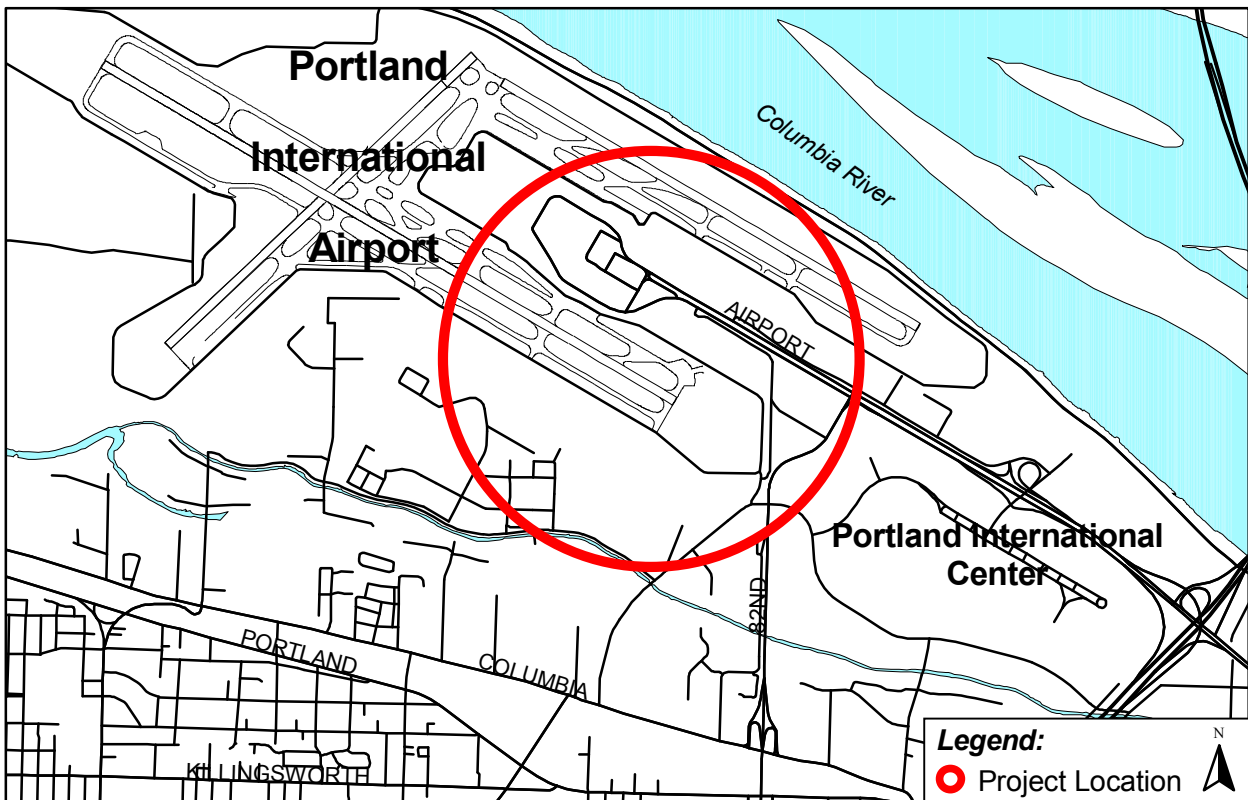 Portland
International
Airport
Columbia River
AIRPORT
Portland International
Center
82ND
PORTLAND
COLUMBIA
KILLINGSWORTH
Legend:
Project Location
N